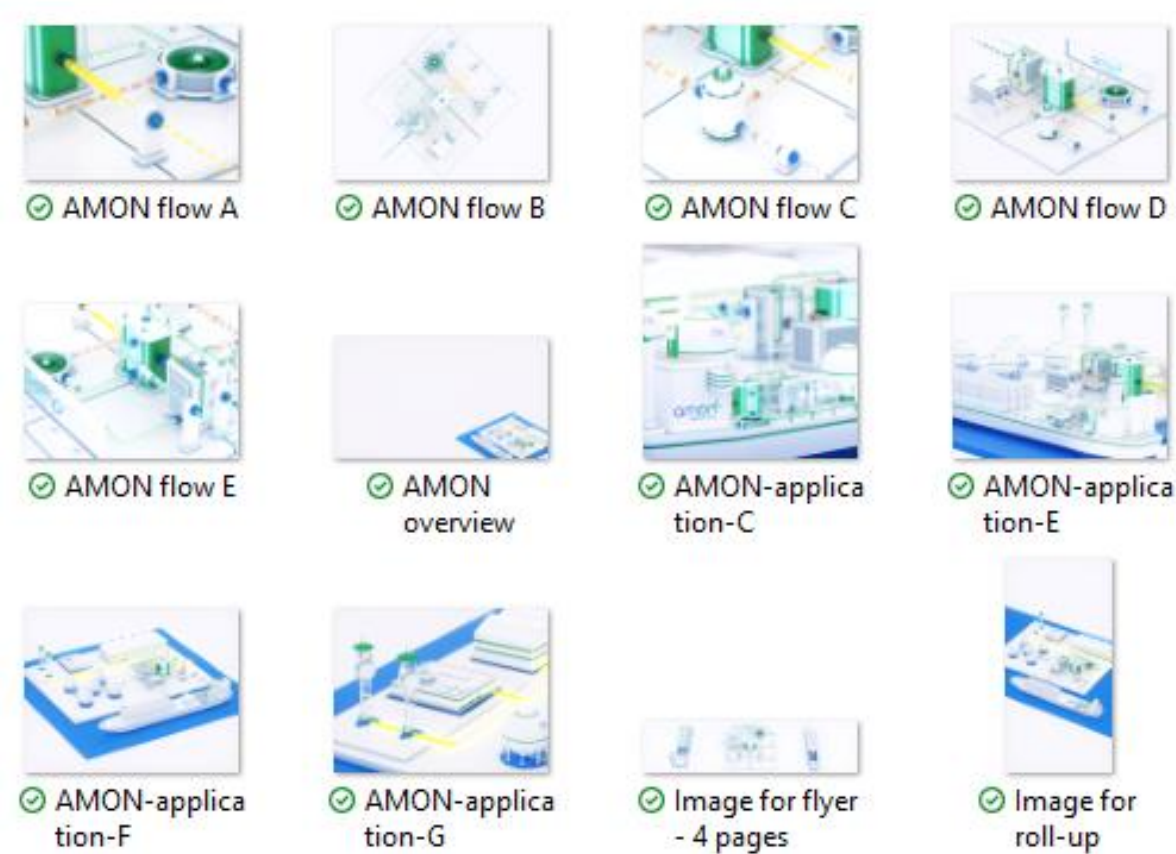 AMON flow A
AMON flow B
AMON flow C
AMON flow D
AMON flow E
AMON
overview
amon
AMON-applica
tion-C
AMON-applica
tion-E
AMON-applica
tion-F
AMON-applica
tion-G
Image for flyer
- 4 pages
Image for
roll-up